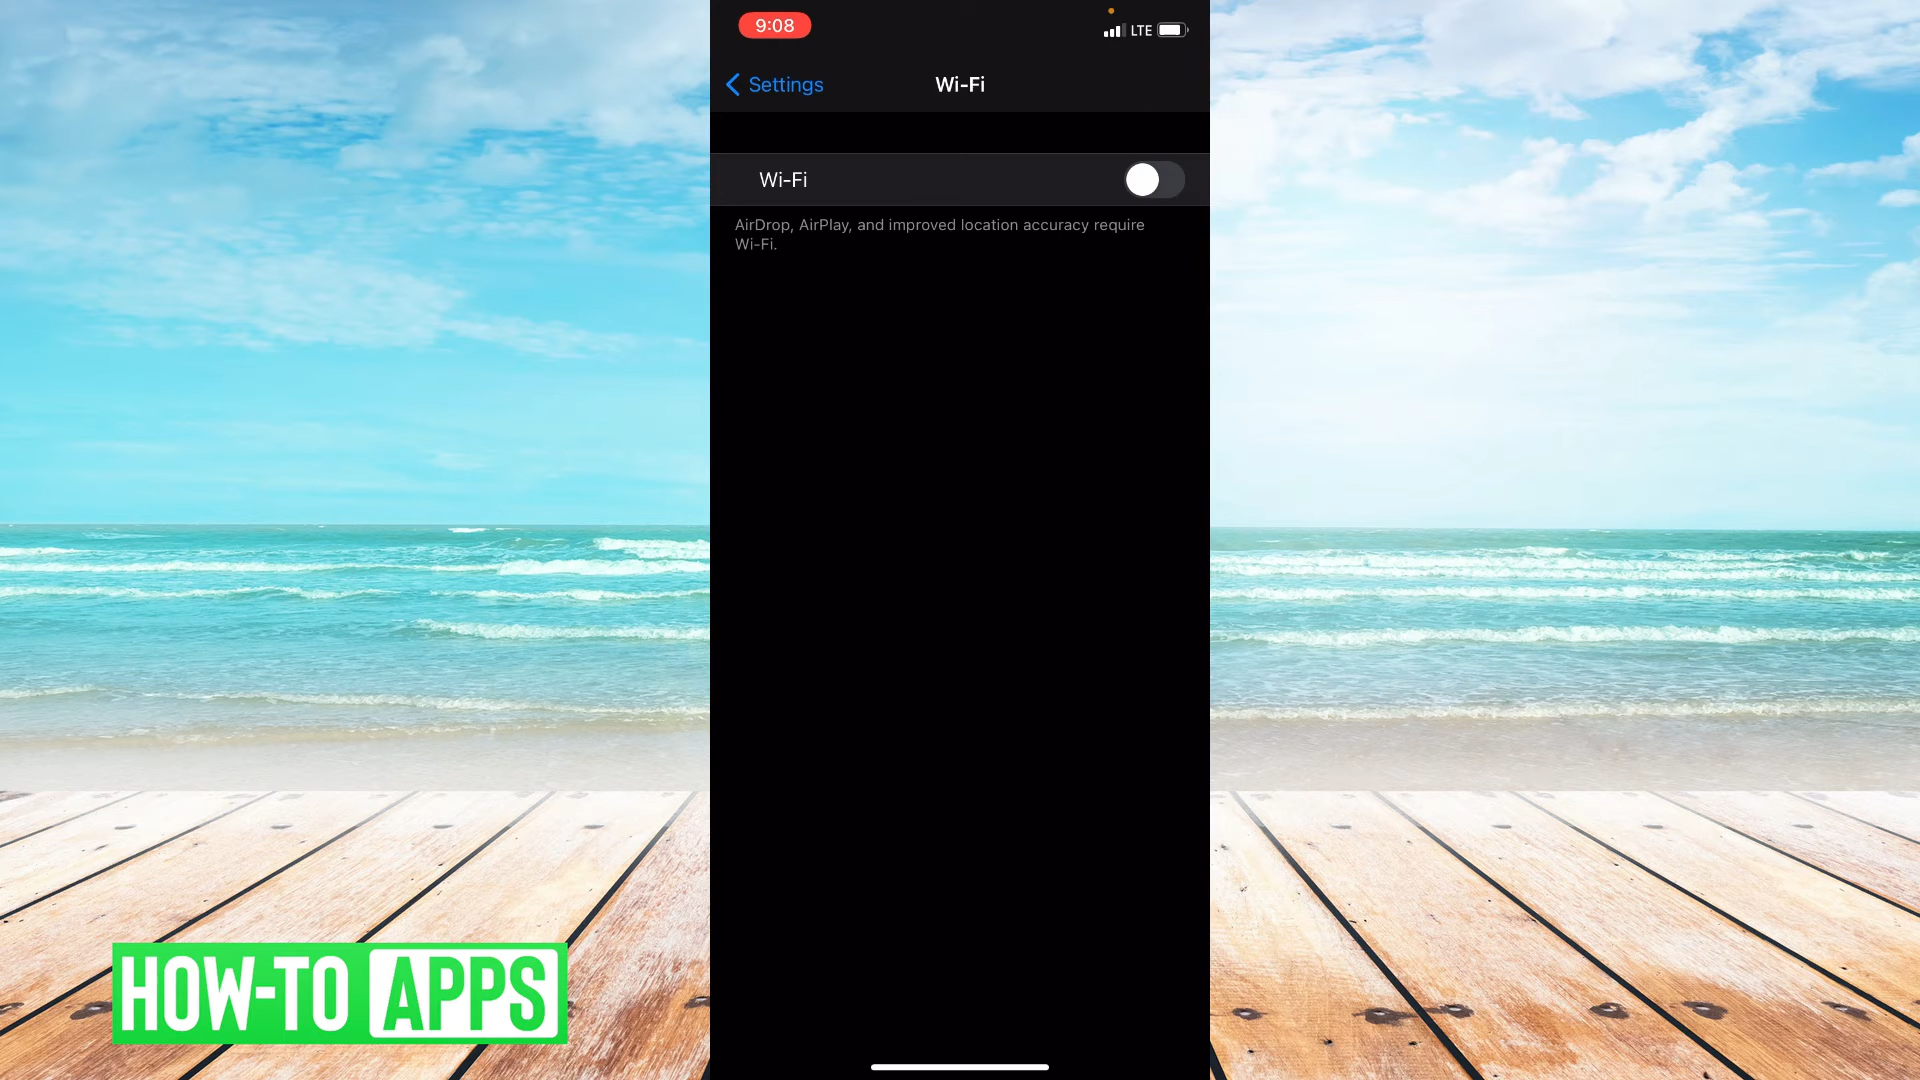 9:08
LTE
Settings
Wi-Fi
Wi-Fi
AirDrop, AirPlay, and improved location accuracy require
Wi-Fi.
HOW-TO APPS